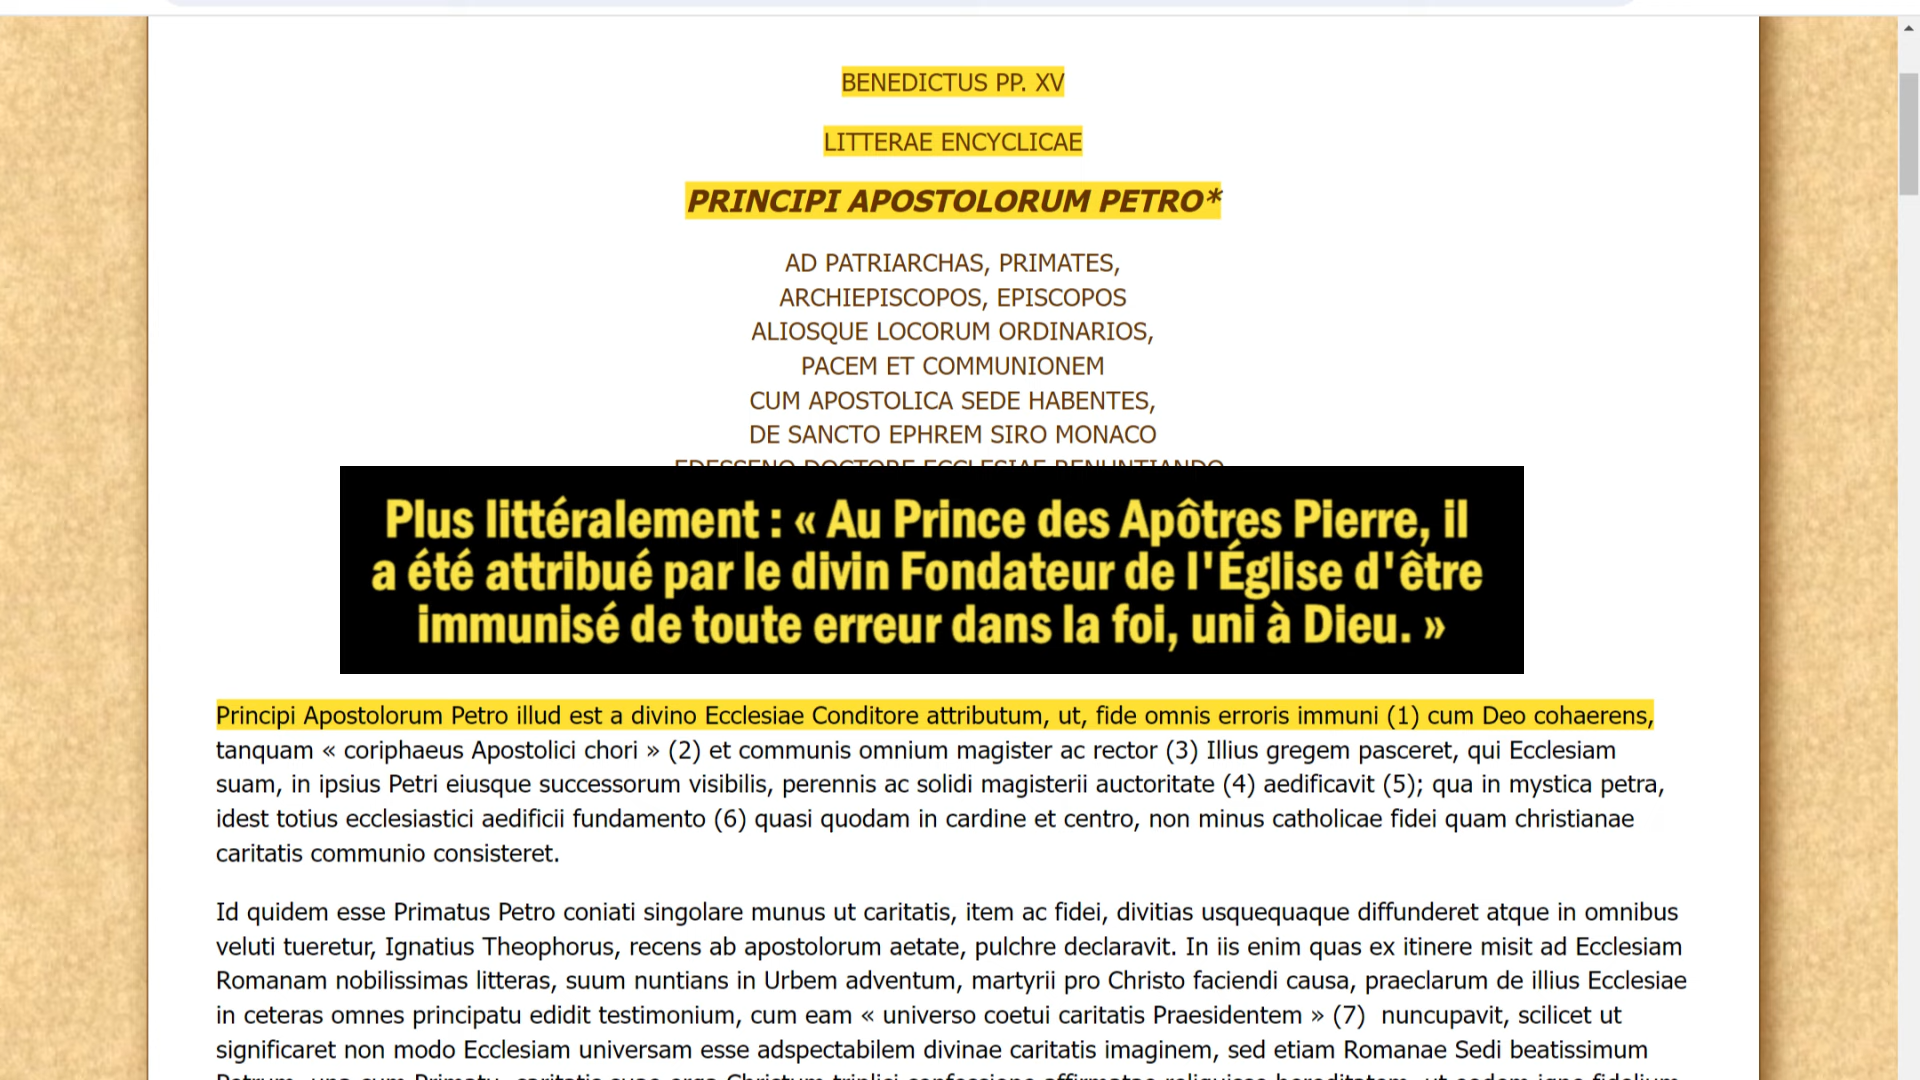 BENEDICTUS PP. XV
LITTERAE ENCYCLICAE
PRINCIPI APOSTOLORUM PETRO*
AD PATRIARCHAS, PRIMATES,
ARCHIEPISCOPOS, EPISCOPOS
ALIOSQUE LOCORUM ORDINARIOS,
PACEM ET COMMUNIONEM
CUM APOSTOLICA SEDE HABENTES,
DE SANCTO EPHREM SIRO MONACO
EDESSENO DOCTORE ECCLESIAE RENUNTIANDO
Plus littéralement : « Au Prince des Apôtres Pierre, il
a été attribué par le divin Fondateur de l'Église d'être
immunisé de toute erreur dans la foi, uni à Dieu. »
Principi Apostolorum Petro illud est a divino Ecclesiae Conditore attributum, ut, fide omnis erroris immuni (1) cum Deo cohaerens,
tanquam « coriphaeus Apostolici chori » (2) et communis omnium magister ac rector (3) Illius gregem pasceret, qui Ecclesiam
suam, in ipsius Petri eiusque successorum visibilis, perennis ac solidi magisterii auctoritate (4) aedificavit (5); qua in mystica petra,
idest totius ecclesiastici aedificii fundamento (6) quasi quodam in cardine et centro, non minus catholicae fidei quam christianae
caritatis communio consisteret.
Id quidem esse Primatus Petro coniati singolare munus ut caritatis, item ac fidei, divitias usquequaque diffunderet atque in omnibus
veluti tueretur, Ignatius Theophorus, recens ab apostolorum aetate, pulchre declaravit. In iis enim quas ex itinere misit ad Ecclesiam
Romanam nobilissimas litteras, suum nuntians in Urbem adventum, martyrii pro Christo faciendi causa, praeclarum de illius Ecclesiae
in ceteras omnes principatu edidit testimonium, cum eam « universo coetui caritatis Praesidentem » (7) nuncupavit, scilicet ut
significaret non modo Ecclesiam universam esse adspectabilem divinae caritatis imaginem, sed etiam Romanae Sedi beatissimum